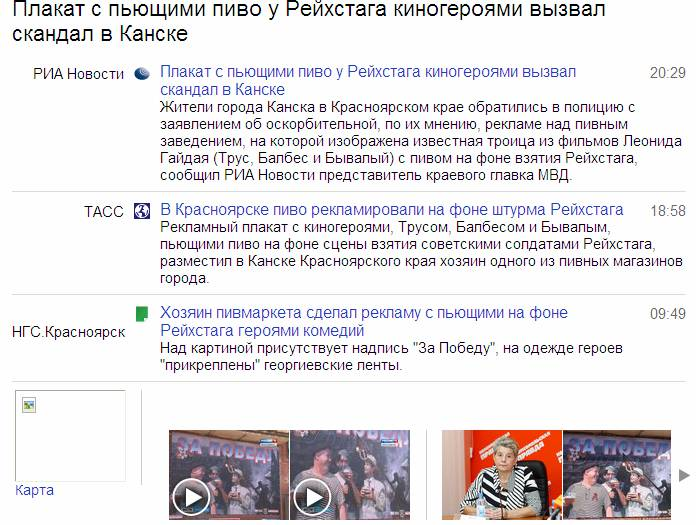 Плакат с пьющими пиво у Рейхстага киногероями вызвал
скандал в Канске
РИА Новости
Плакат с пьющими пиво у Рейхстага киногероями вызвал
20:29
скандал в Канске
Жители города Канска в Красноярском крае обратились в полицию с
заявлением об оскорбительной, по их мнению, рекламе над пивным
заведением, на которой изображена известная троица из фильмов Леонида
Гайдая (Трус, Балбес и Бывалый) с пивом на фоне взятия Рейхстага,
сообщил РИА Новости представитель краевого главка МВД.
ТАСС
В Красноярске пиво рекламировали на фоне штурма Рейхстага
18:58
Рекламный плакат с киногероями, Трусом, Балбесом и Бывалым,
пьющими пиво на фоне сцены взятия советскими солдатами Рейхстага,
разместил в Канске Красноярского края хозяин одного из пивных магазинов
города.
НГС.Красноярск
Хозяин пивмаркета сделал рекламу с пьющими на фоне
09:49
Рейхстага героями комедий
Над картиной присутствует надпись "За Победу", на одежде героев
"прикреплены" георгиевские ленты.
Карта
ЗА ПОБЕД
ЗА ПОБЕД
ПРАВДА
ЗА ПОБЕД